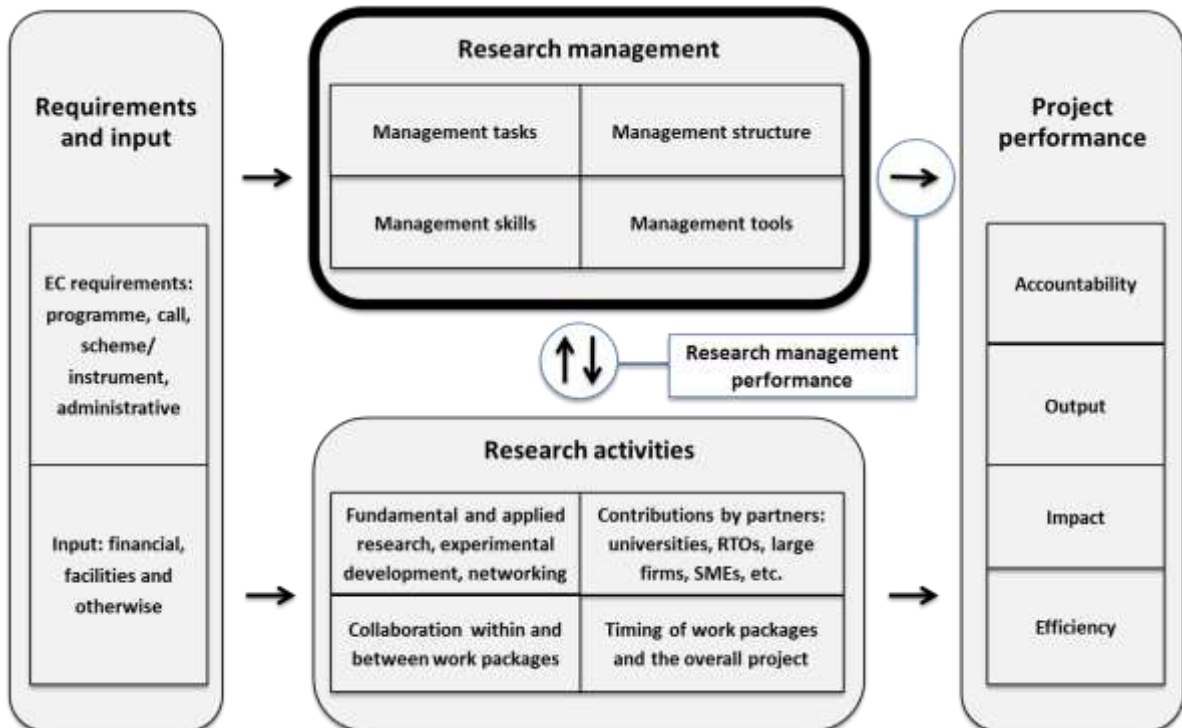 Requirements
and input
EC requirements:
programme, call,
scheme/
instrument,
administrative
Input: financial,
facilities and
otherwise
Research management
Management tasks
Management structure
Management skills
Management tools
Research management
performance
Research activities
Fundamental and applied
research, experimental
development, networking
Contributions by partners:
universities, RTOs, large
firms, SMEs, etc.
Collaboration within and
between work packages
Timing of work packages
and the overall project
Project
performance
Accountability
Output
Impact
Efficiency